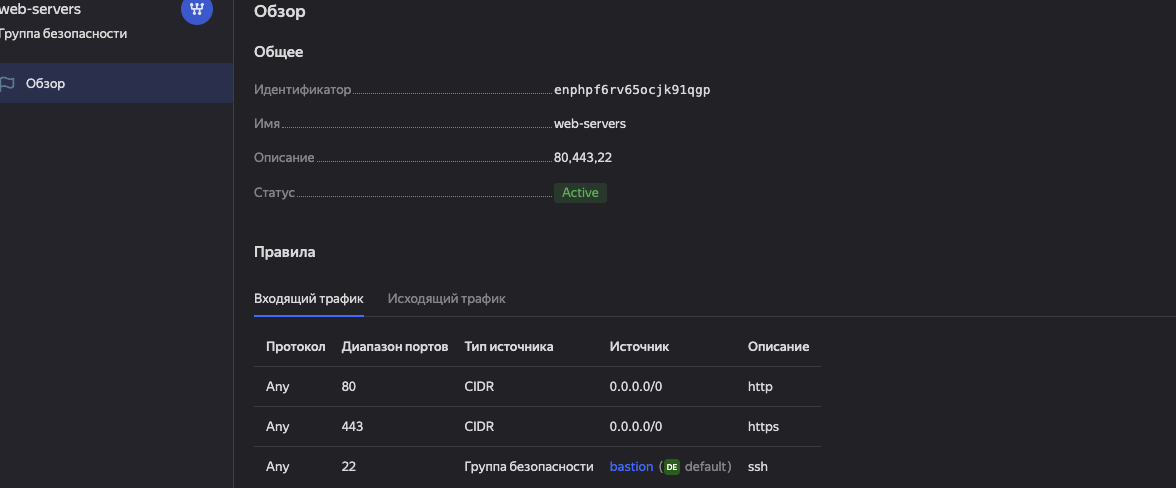 web-servers
Группа безопасности
Обзор
Обзор
Общее
Идентификатор enphpf6rv65ocjk91qgp
Имя web-servers
Описание 80,443,22
Статус Active
Правила
Входящий трафик Исходящий трафик
Протокол Диапазон портов Тип источника Источник Описание
Any 80 CIDR 0.0.0.0/0 http
Any 443 CIDR 0.0.0.0/0 https
Any 22 Группа безопасности bastion (DE default) ssh